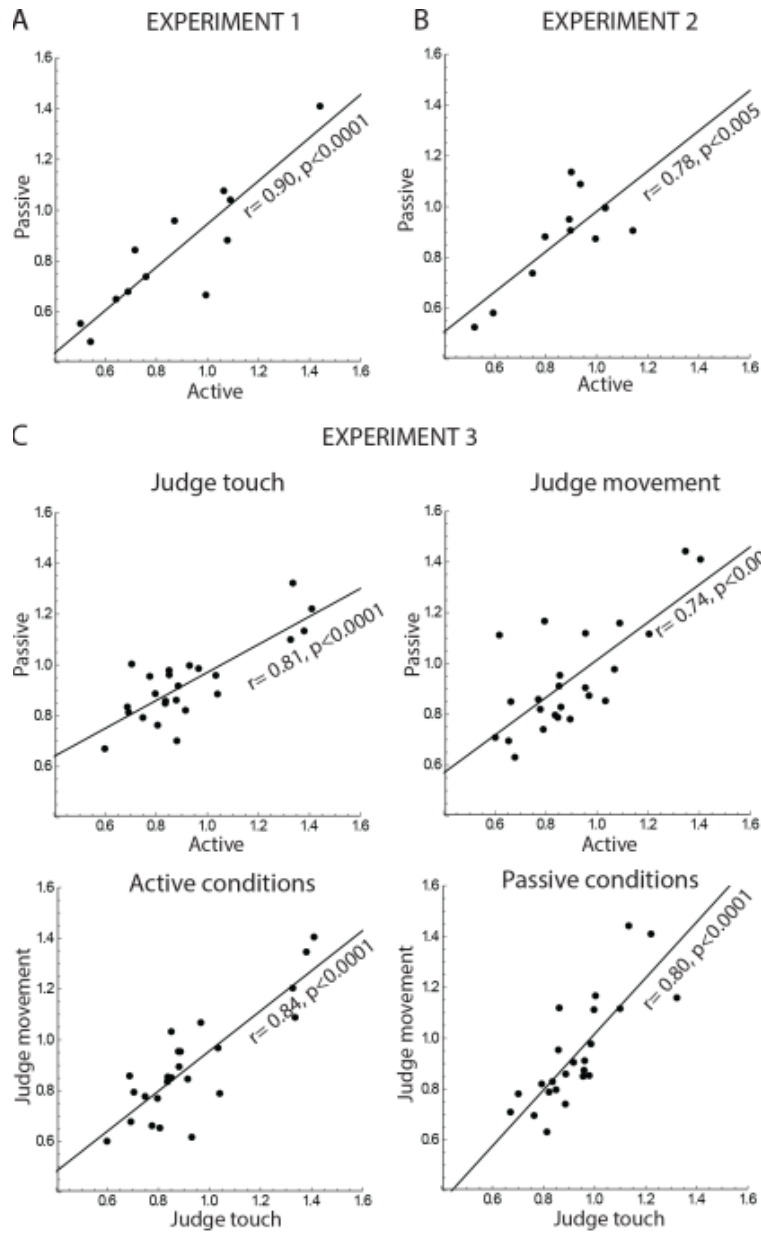 A EXPERIMENT 1 B EXPERIMENT 2
1.6
1.4
1.2
1.0
0.8
0.6
Passive
r= 0.90, p<0.0001
0.6 0.8 1.0 1.2 1.4 1.6
Active
1.6
1.4
1.2
1.0
0.8
0.6
Passive
r= 0.78, p<0.005
0.6 0.8 1.0 1.2 1.4 1.6
Active
C EXPERIMENT 3
Judge touch
1.6
1.4
1.2
1.0
0.8
0.6
Passive
r= 0.81, p<0.0001
0.6 0.8 1.0 1.2 1.4 1.6
Active
Judge movement
1.6
1.4
1.2
1.0
0.8
0.6
Passive
r= 0.74, p<0.00
0.6 0.8 1.0 1.2 1.4 1.6
Active
Active conditions
1.6
1.4
1.2
1.0
0.8
0.6
Judge movement
r= 0.84, p<0.0001
0.6 0.8 1.0 1.2 1.4 1.6
Judge touch
Passive conditions
1.6
1.4
1.2
1.0
0.8
0.6
Judge movement
r= 0.80, p<0.0001
0.6 0.8 1.0 1.2 1.4 1.6
Judge touch